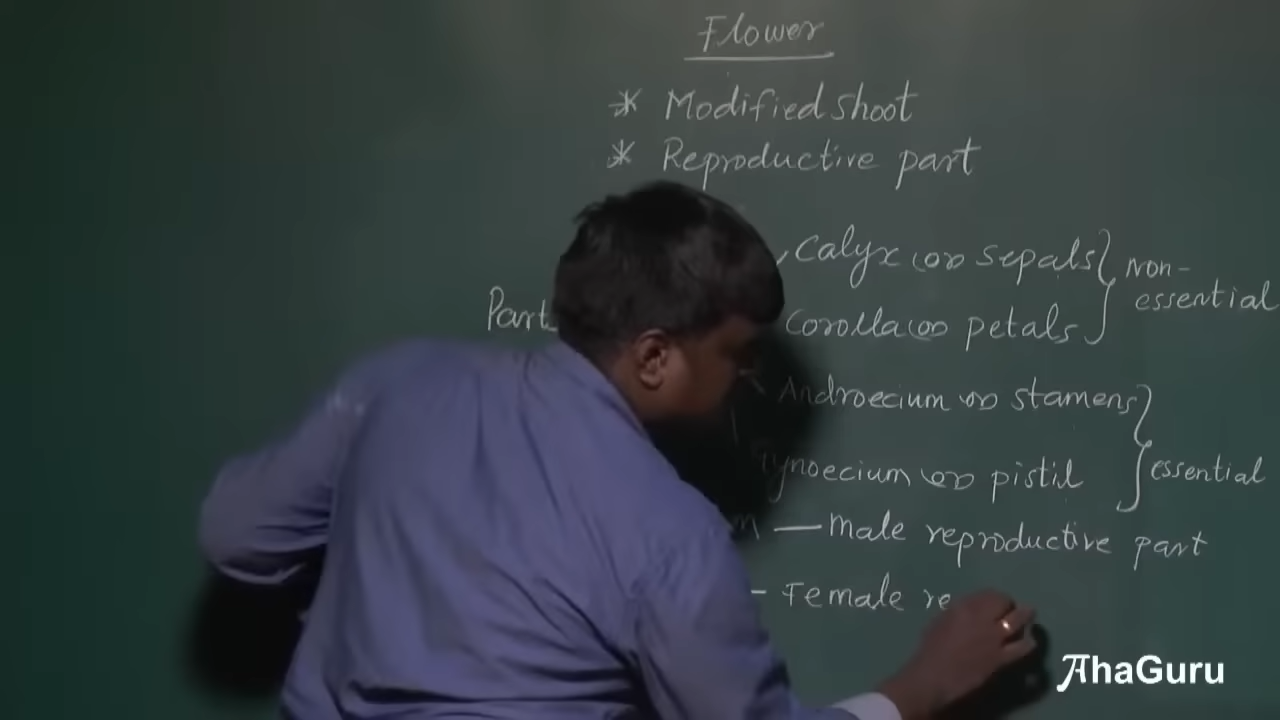 Flower
* Modified shoot
* Reproductive part
Calyx (or) sepals } Non-essential
Part
Corolla (or) petals
Androecium (or) stamens } essential
Gynoecium (or) pistil
m — Male reproductive part
- Female re
AhaGuru